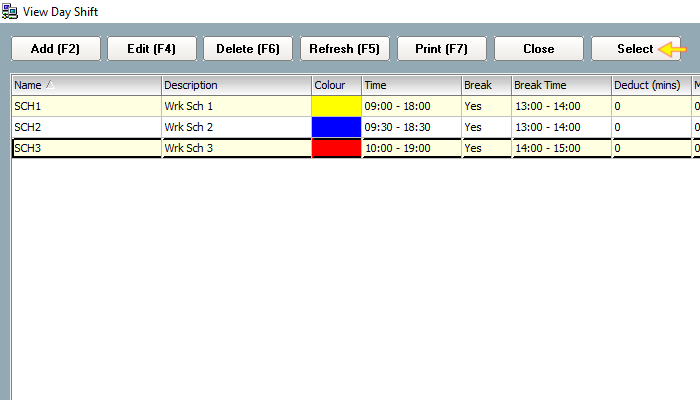 View Day Shift
Add (F2) Edit (F4) Delete (F6) Refresh (F5) Print (F7) Close Select
Name Description Colour Time Break Break Time Deduct (mins) M
SCH1 Wrk Sch 1 09:00 - 18:00 Yes 13:00 - 14:00 0 0
SCH2 Wrk Sch 2 09:30 - 18:30 Yes 13:00 - 14:00 0 0
SCH3 Wrk Sch 3 10:00 - 19:00 Yes 14:00 - 15:00 0 0